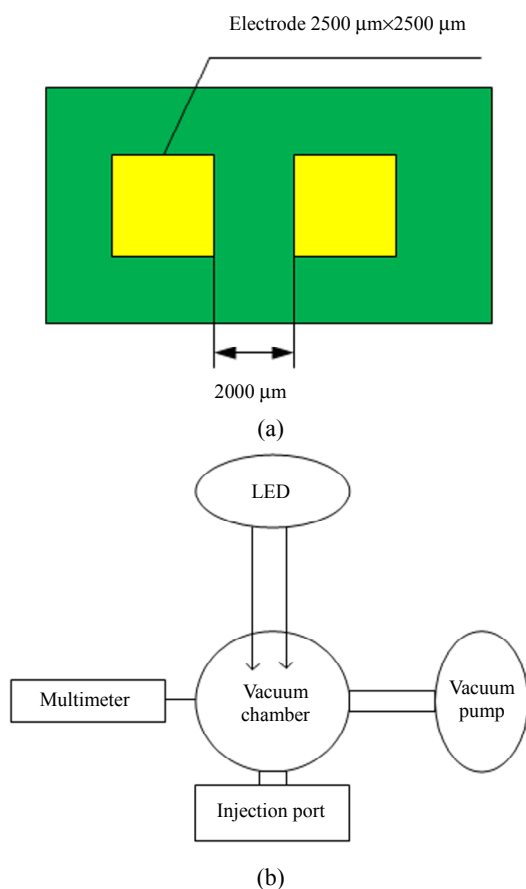 Electrode 2500 μm×2500 μm
2000 μm
(a)
LED
Multimeter
Vacuum
chamber
Vacuum
pump
Injection port
(b)